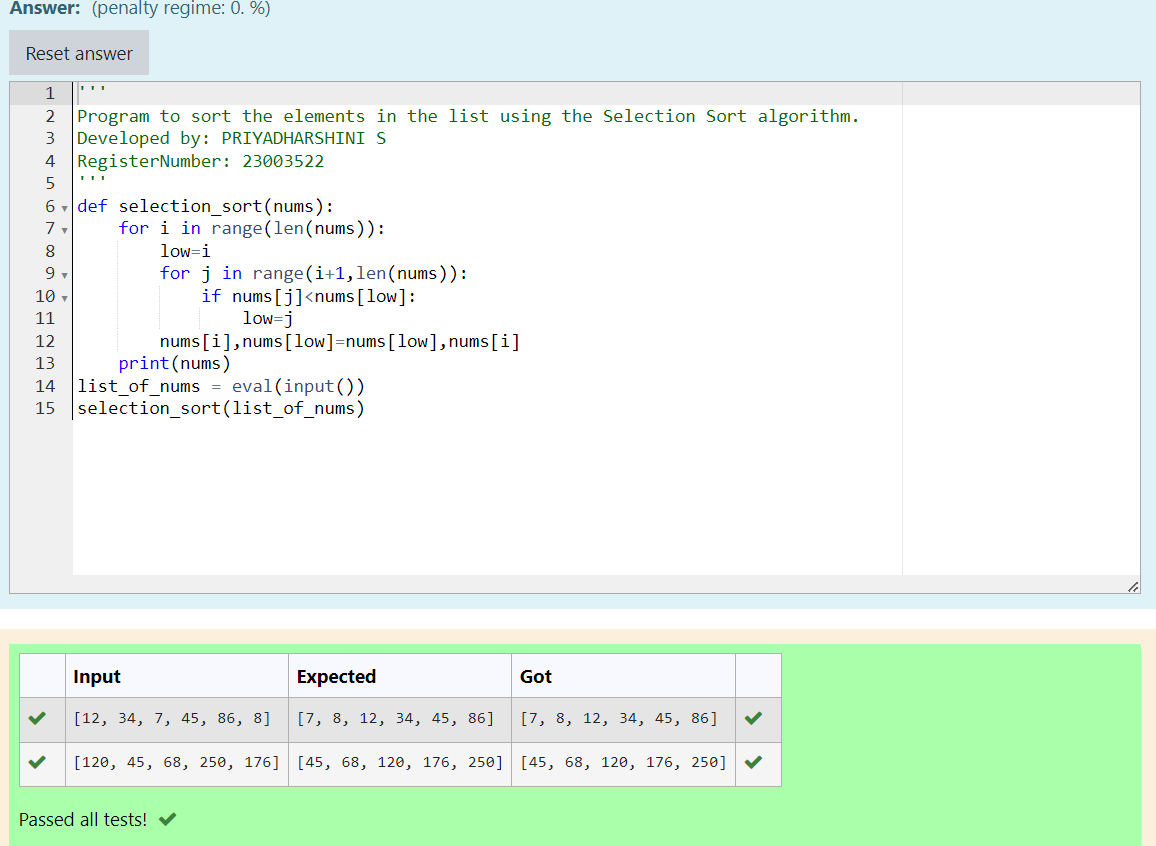 Answer: (penalty regime: 0. %)
Reset answer
1 '''
2 Program to sort the elements in the list using the Selection Sort algorithm.
3 Developed by: PRIYADHARSHINI S
4 RegisterNumber: 23003522
5 '''
6 def selection_sort(nums):
7     for i in range(len(nums)):
8         low=i
9         for j in range(i+1,len(nums)):
10             if nums[j]<nums[low]:
11                 low=j
12         nums[i],nums[low]=nums[low],nums[i]
13     print(nums)
14 list_of_nums = eval(input())
15 selection_sort(list_of_nums)
Input Expected Got
[12, 34, 7, 45, 86, 8] [7, 8, 12, 34, 45, 86] [7, 8, 12, 34, 45, 86]
[120, 45, 68, 250, 176] [45, 68, 120, 176, 250] [45, 68, 120, 176, 250]
Passed all tests!